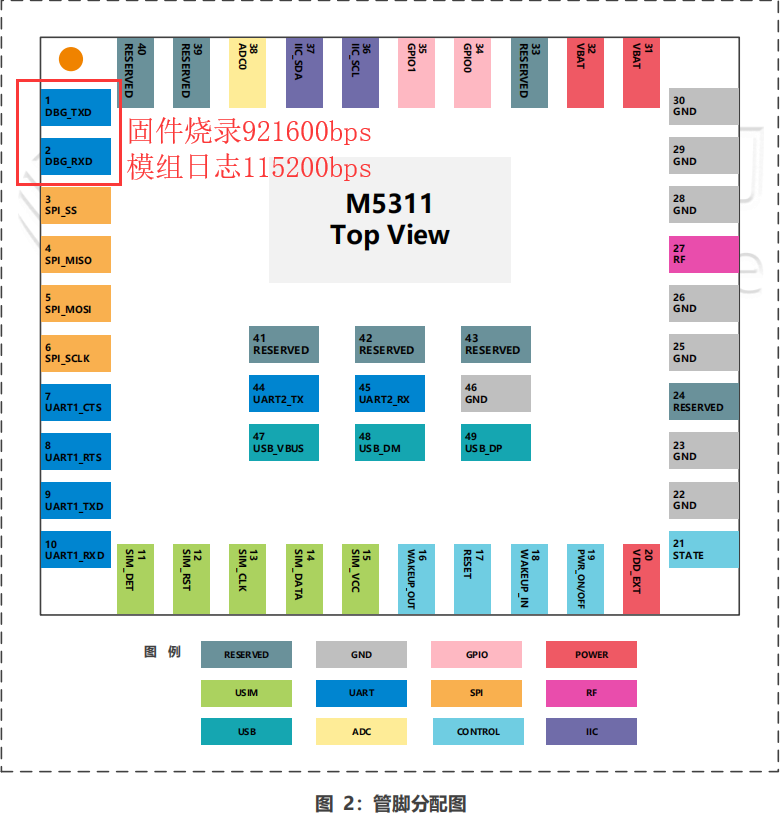 40
RESERVED
39
RESERVED
38
ADC0
37
IIC_SDA
36
IIC_SCL
35
GPIO1
34
GPIO0
33
RESERVED
32
VBAT
31
VBAT
1
DBG_TXD
2
DBG_RXD
固件烧录921600bps
模组日志115200bps
3
SPI_SS
4
SPI_MISO
5
SPI_MOSI
6
SPI_SCLK
7
UART1_CTS
8
UART1_RTS
9
UART1_TXD
10
UART1_RXD
M5311
Top View
41
RESERVED
42
RESERVED
43
RESERVED
44
UART2_TX
45
UART2_RX
46
GND
47
USB_VBUS
48
USB_DM
49
USB_DP
30
GND
29
GND
28
GND
27
RF
26
GND
25
GND
24
RESERVED
23
GND
22
GND
21
STATE
11
SIM_DET
12
SIM_RST
13
SIM_CLK
14
SIM_DATA
15
SIM_VCC
16
WAKEUP_OUT
17
RESET
18
WAKEUP_IN
19
PWR_ON/OFF
20
VDD_EXT
图 例
RESERVED
GND
GPIO
POWER
USIM
UART
SPI
RF
USB
ADC
CONTROL
IIC
图 2：管脚分配图